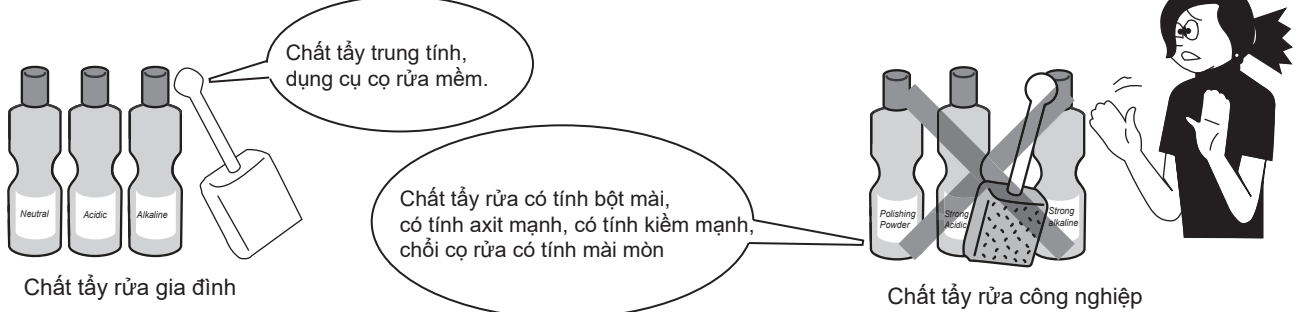 Chất tẩy trung tính,
dụng cụ cọ rửa mềm.
Neutral
Acidic
Alkaline
Chất tẩy rửa gia đình
Chất tẩy rửa có tính bột mài,
có tính axit mạnh, có tính kiềm mạnh,
chổi cọ rửa có tính mài mòn
Polishing
Powder
Strong
Acidic
Strong
alkaline
Chất tẩy rửa công nghiệp